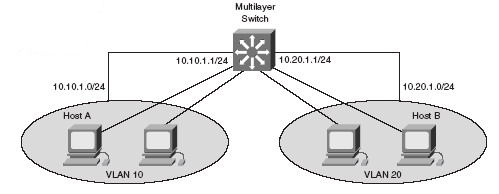 Multilayer
Switch
10.10.1.1/24
10.20.1.1/24
10.10.1.0/24
10.20.1.0/24
Host A
Host B
VLAN 10
VLAN 20